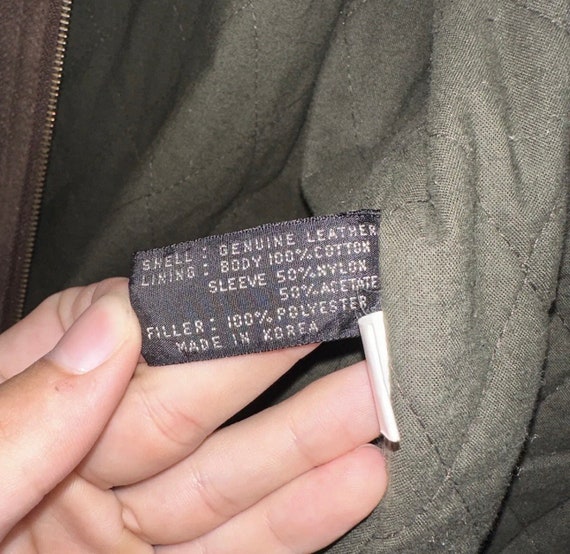 SHELL : GENUINE LEATHER
LINING : BODY 100% COTTON
SLEEVE 50% NYLON
50% ACETATE
FILLER : 100% POLYESTER
MADE IN KOREA